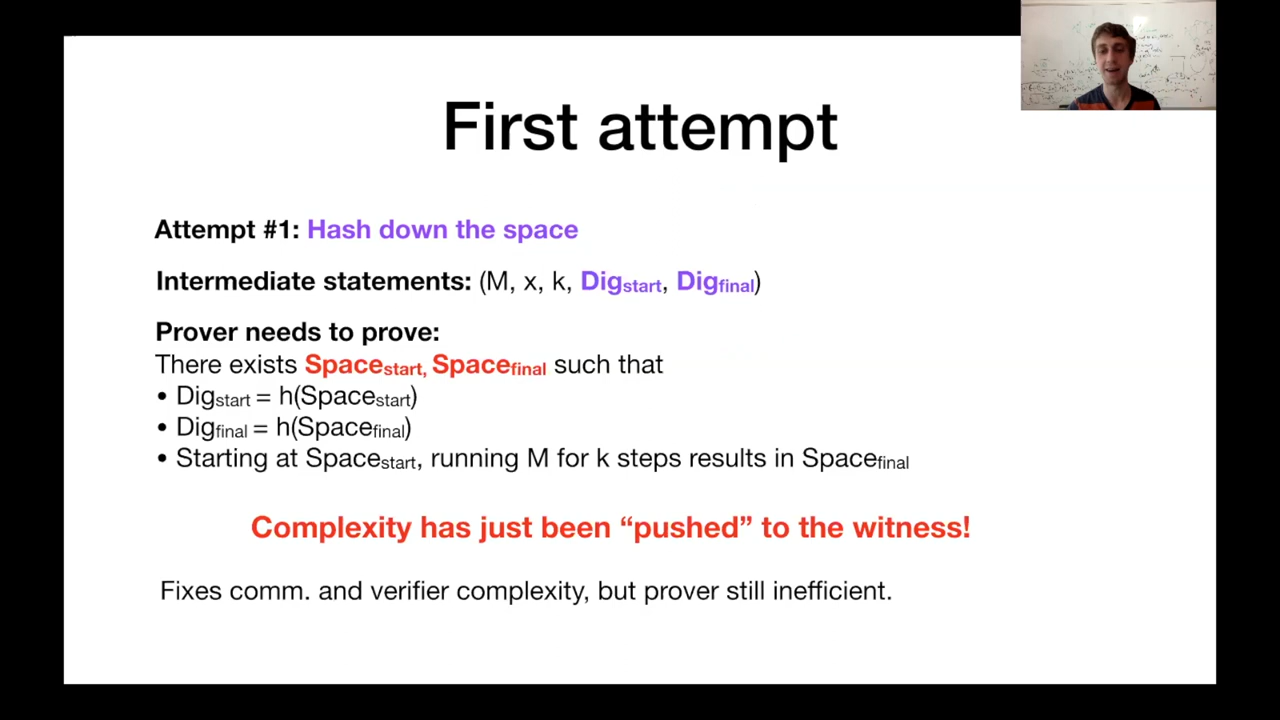 First attempt
Attempt #1: Hash down the space
Intermediate statements: (M, x, k, Digstart, Digfinal)
Prover needs to prove:
There exists Spacestart, Spacefinal such that
• Digstart = h(Spacestart)
• Digfinal = h(Spacefinal)
• Starting at Spacestart, running M for k steps results in Spacefinal
Complexity has just been “pushed” to the witness!
Fixes comm. and verifier complexity, but prover still inefficient.